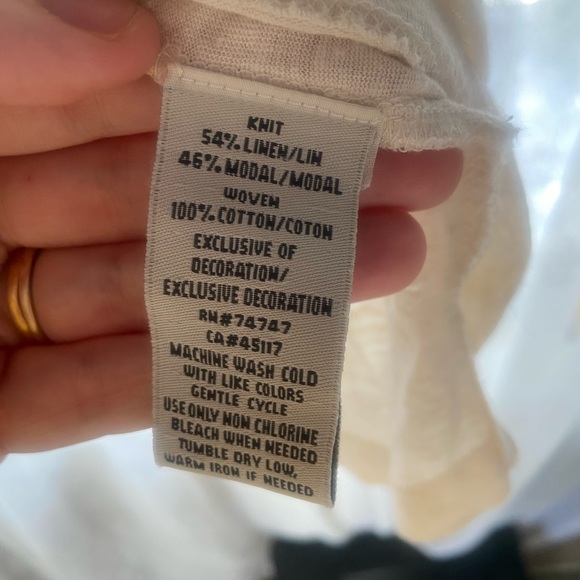 KNIT
54% LINEN/LIN
46% MODAL/MODAL
WOVEN
100% COTTON/COTON
EXCLUSIVE OF
DECORATION/
EXCLUSIVE DECORATION
RN#74747
CA#45117
MACHINE WASH COLD
WITH LIKE COLORS
GENTLE CYCLE
USE ONLY NON CHLORINE
BLEACH WHEN NEEDED
TUMBLE DRY LOW,
WARM IRON IF NEEDED